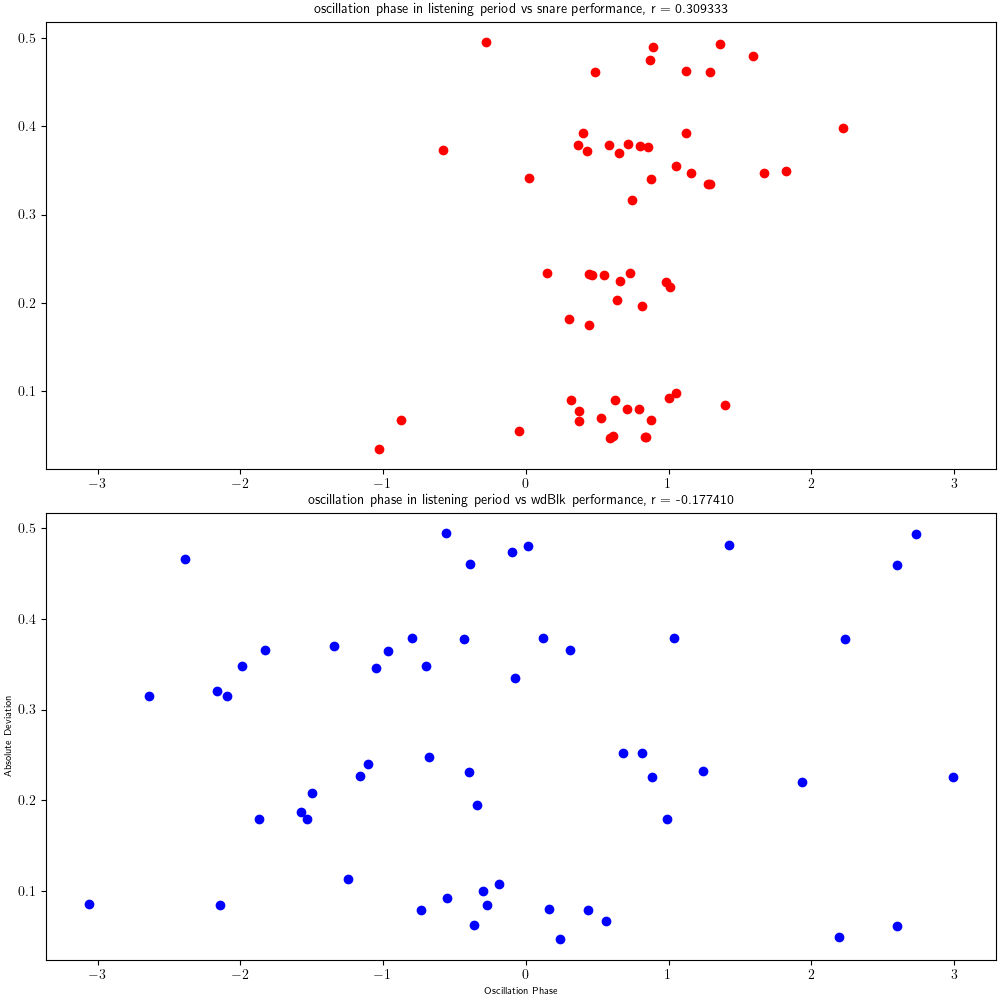 oscillation phase in listening period vs snare performance, r = 0.309333
0.5
0.4
0.3
0.2
0.1
−3 −2 −1 0 1 2 3
oscillation phase in listening period vs wdBlk performance, r = -0.177410
0.5
0.4
0.3
0.2
0.1
Absolute Deviation
−3 −2 −1 0 1 2 3
Oscillation Phase